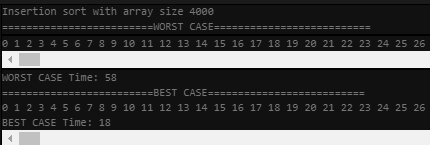 Insertion sort with array size 4000
========================WORST CASE=========================
0 1 2 3 4 5 6 7 8 9 10 11 12 13 14 15 16 17 18 19 20 21 22 23 24 25 26
WORST CASE Time: 58
========================BEST CASE=========================
0 1 2 3 4 5 6 7 8 9 10 11 12 13 14 15 16 17 18 19 20 21 22 23 24 25 26
BEST CASE Time: 18